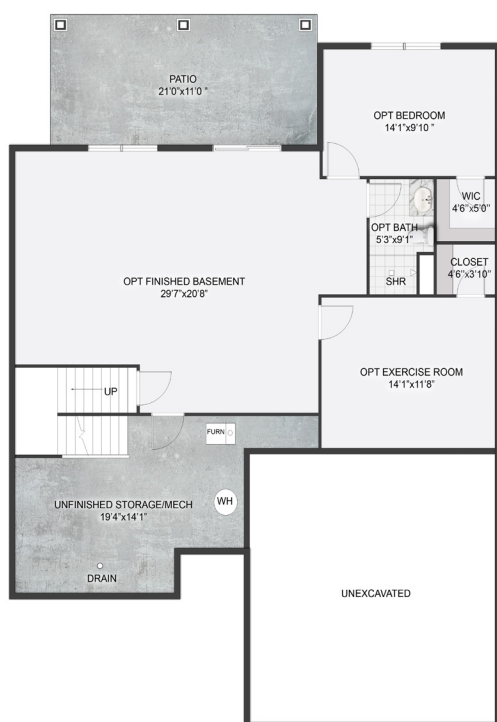 PATIO
21'0"x11'0 "
OPT BEDROOM
14'1"x9'10 "
WIC
4'6"x5'0"
OPT BATH
5'3"x9'1"
CLOSET
4'6"x3'10"
SHR
OPT FINISHED BASEMENT
29'7"x20'8"
OPT EXERCISE ROOM
14'1"x11'8"
UP
FURN
WH
UNFINISHED STORAGE/MECH
19'4"x14'1"
DRAIN
UNEXCAVATED